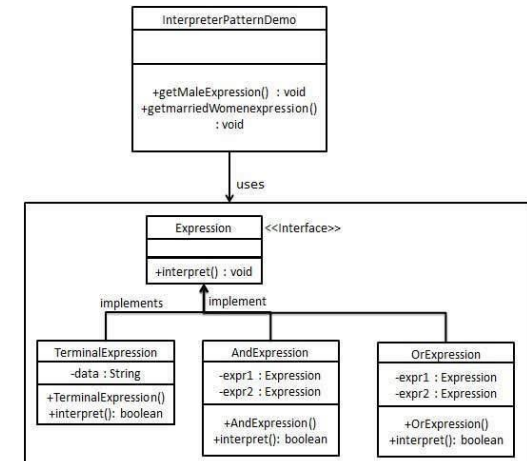 InterpreterPatternDemo
+getMaleExpression() : void
+getmarriedWomenexpression()
: void
uses
Expression
<<Interface>>
+interpret() : void
implements
implement
TerminalExpression
-data : String
+TerminalExpression()
+interpret(): boolean
AndExpression
-expr1 : Expression
-expr2 : Expression
+AndExpression()
+interpret(): boolean
OrExpression
-expr1 : Expression
-expr2 : Expression
+OrExpression()
+interpret(): boolean